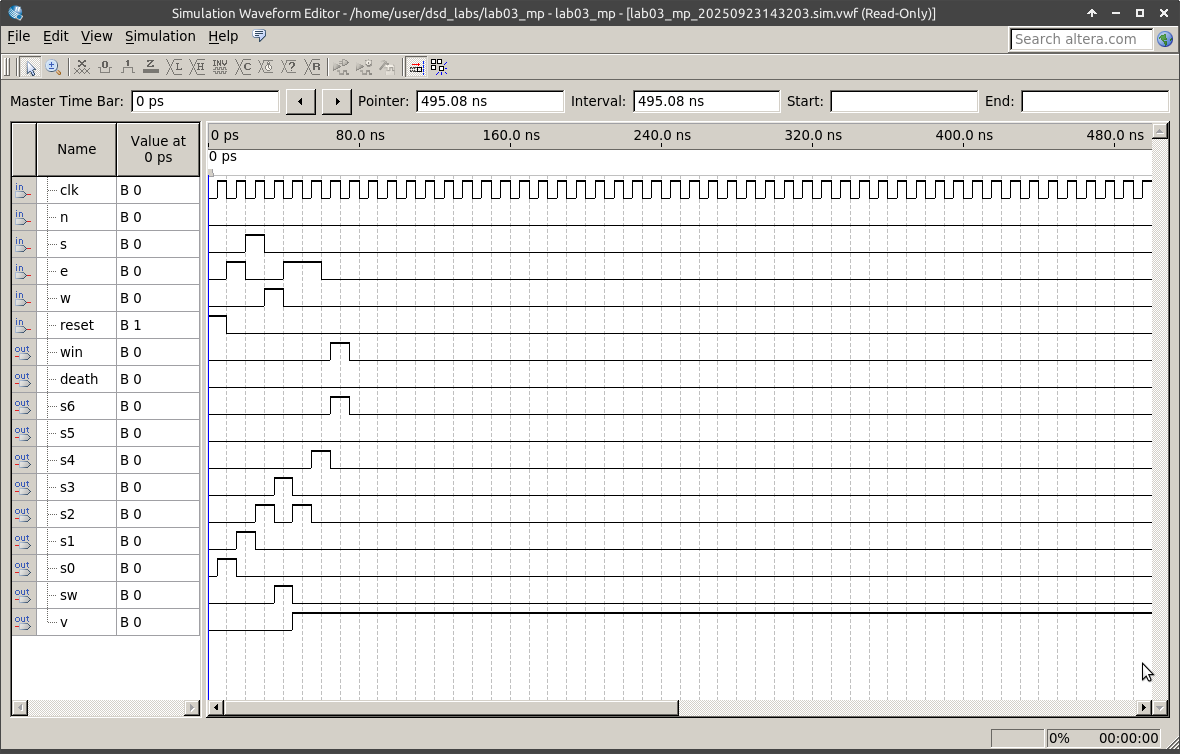 Simulation Waveform Editor - /home/user/dsd_labs/lab03_mp - lab03_mp - [lab03_mp_20250923143203.sim.vwf (Read-Only)]
File Edit View Simulation Help
Search altera.com
Master Time Bar: 0 ps Pointer: 495.08 ns Interval: 495.08 ns Start: End:
Name Value at 0 ps
0 ps 80.0 ns 160.0 ns 240.0 ns 320.0 ns 400.0 ns 480.0 ns
0 ps
in clk B 0
in n B 0
in s B 0
in e B 0
in w B 0
in reset B 1
out win B 0
out death B 0
out s6 B 0
out s5 B 0
out s4 B 0
out s3 B 0
out s2 B 0
out s1 B 0
out s0 B 0
out sw B 0
out v B 0
0% 00:00:00